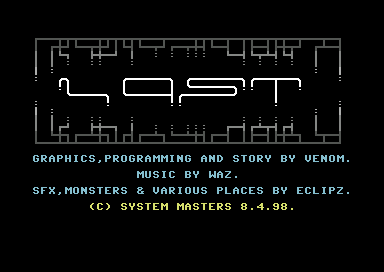 LAST
GRAPHICS,PROGRAMMING AND STORY BY VENOM.
MUSIC BY WAZ.
SFX,MONSTERS & VARIOUS PLACES BY ECLIPZ.
(C) SYSTEM MASTERS 8.4.98.